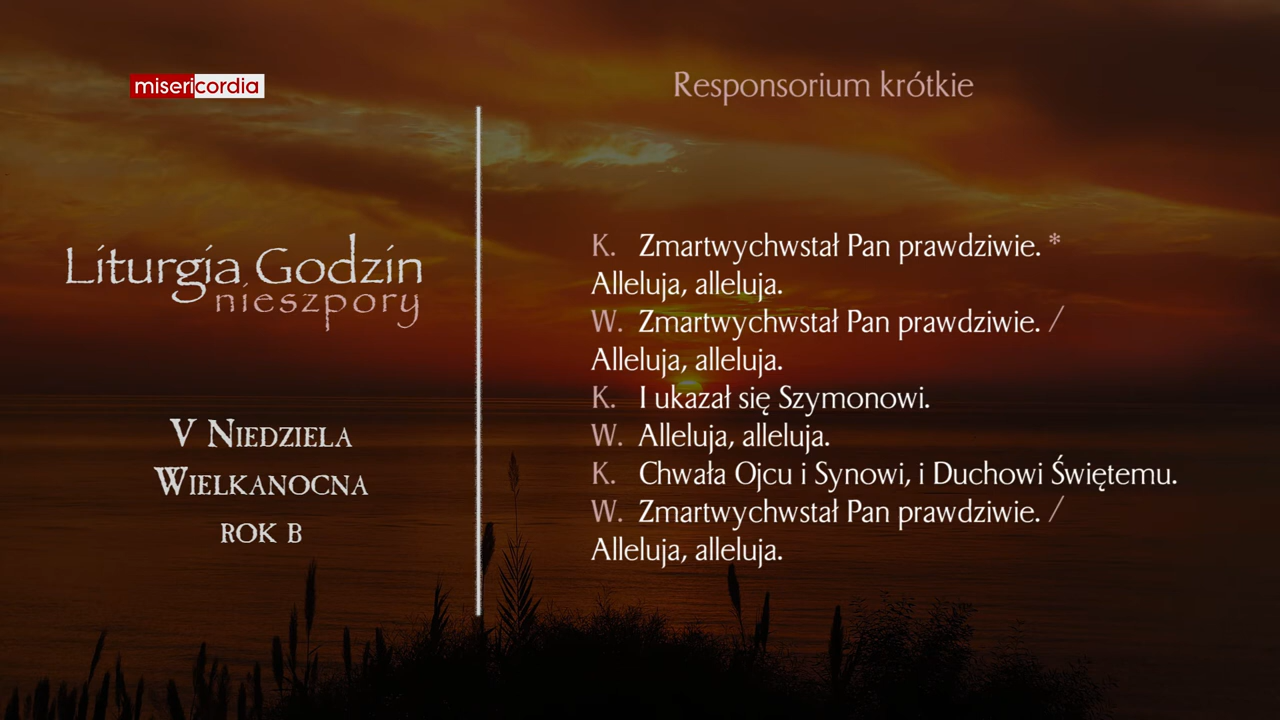 misericordia
Liturgia Godzin
nieszpory
V Niedziela
Wielkanocna
rok B
Responsorium krótkie
K. Zmartwychwstał Pan prawdziwie. *
Alleluja, alleluja.
W. Zmartwychwstał Pan prawdziwie. /
Alleluja, alleluja.
K. I ukazał się Szymonowi.
W. Alleluja, alleluja.
K. Chwała Ojcu i Synowi, i Duchowi Świętemu.
W. Zmartwychwstał Pan prawdziwie. /
Alleluja, alleluja.